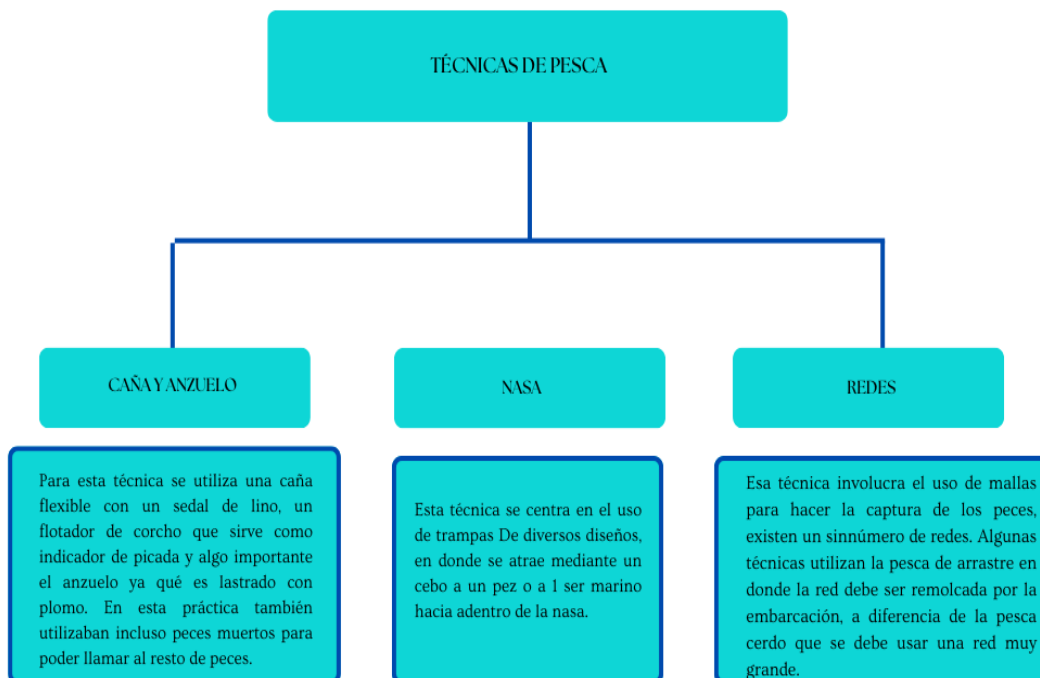 TÉCNICAS DE PESCA
CAÑA Y ANZUELO
Para esta técnica se utiliza una caña
flexible con un sedal de lino, un
flotador de corcho que sirve como
indicador de picada y algo importante
el anzuelo ya qué es lastrado con
plomo. En esta práctica también
utilizaban incluso peces muertos para
poder llamar al resto de peces.
NASA
Esta técnica se centra en el uso
de trampas De diversos diseños,
en donde se atrae mediante un
cebo a un pez o a 1 ser marino
hacia adentro de la nasa.
REDES
Esa técnica involucra el uso de mallas
para hacer la captura de los peces,
existen un sinnúmero de redes. Algunas
técnicas utilizan la pesca de arrastre en
donde la red debe ser remolcada por la
embarcación, a diferencia de la pesca
cerdo que se debe usar una red muy
grande.